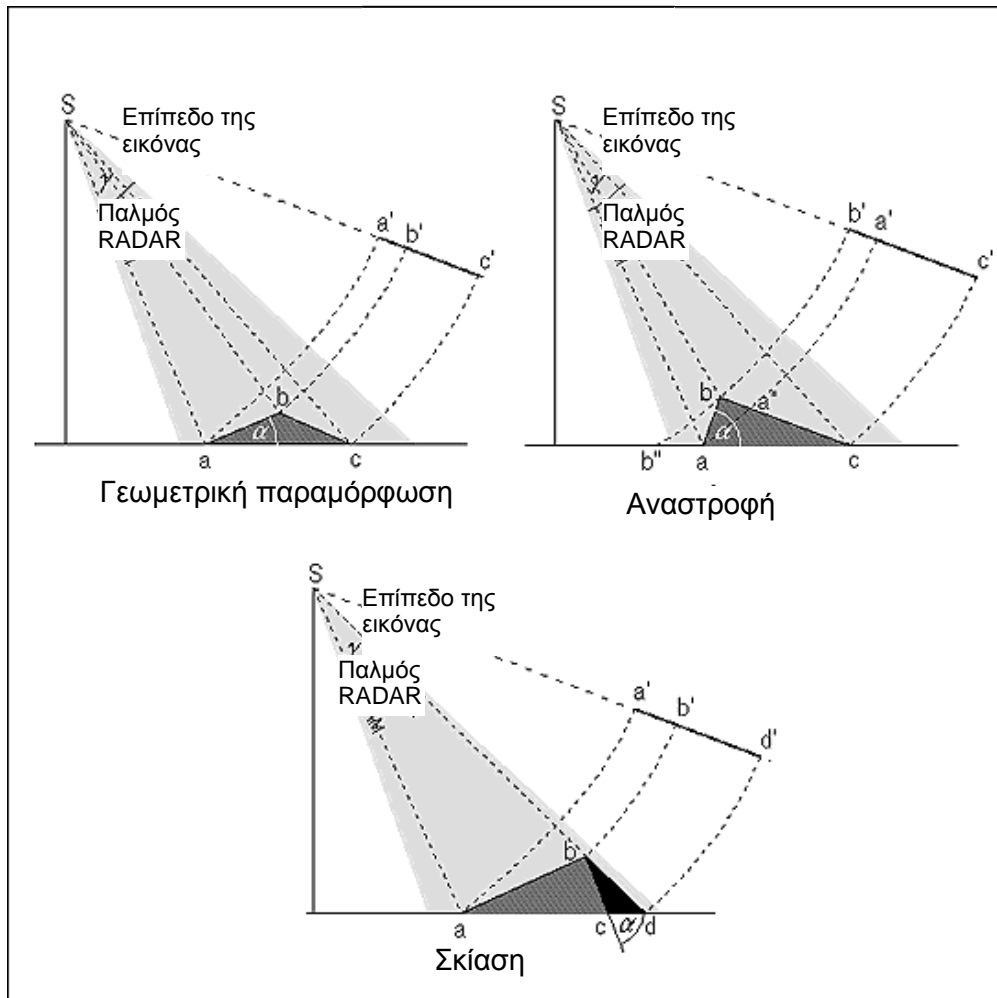 S
Επίπεδο της
εικόνας
γ
Παλμός
RADAR
a'
b'
c'
b
α
a
c
Γεωμετρική παραμόρφωση
S
Επίπεδο της
εικόνας
γ
Παλμός
RADAR
b'
a'
c'
b
a"
α
b"
a
c
Αναστροφή
S
Επίπεδο της
εικόνας
Παλμός
RADAR
a'
b'
d'
b
a
c
α
d
Σκίαση